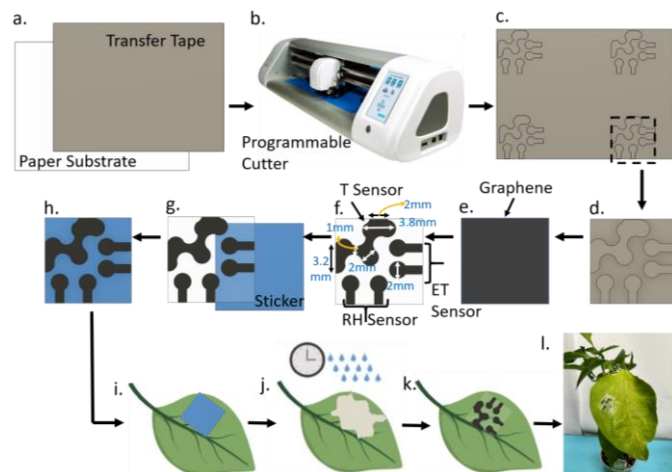 a.
Transfer Tape
Paper Substrate
b.
Programmable
Cutter
c.
d.
e.
Graphene
f.
T Sensor
2mm
3.8mm
1mm
3.2
mm
2mm
2mm
ET
Sensor
RH Sensor
g.
Sticker
h.
i.
j.
k.
l.